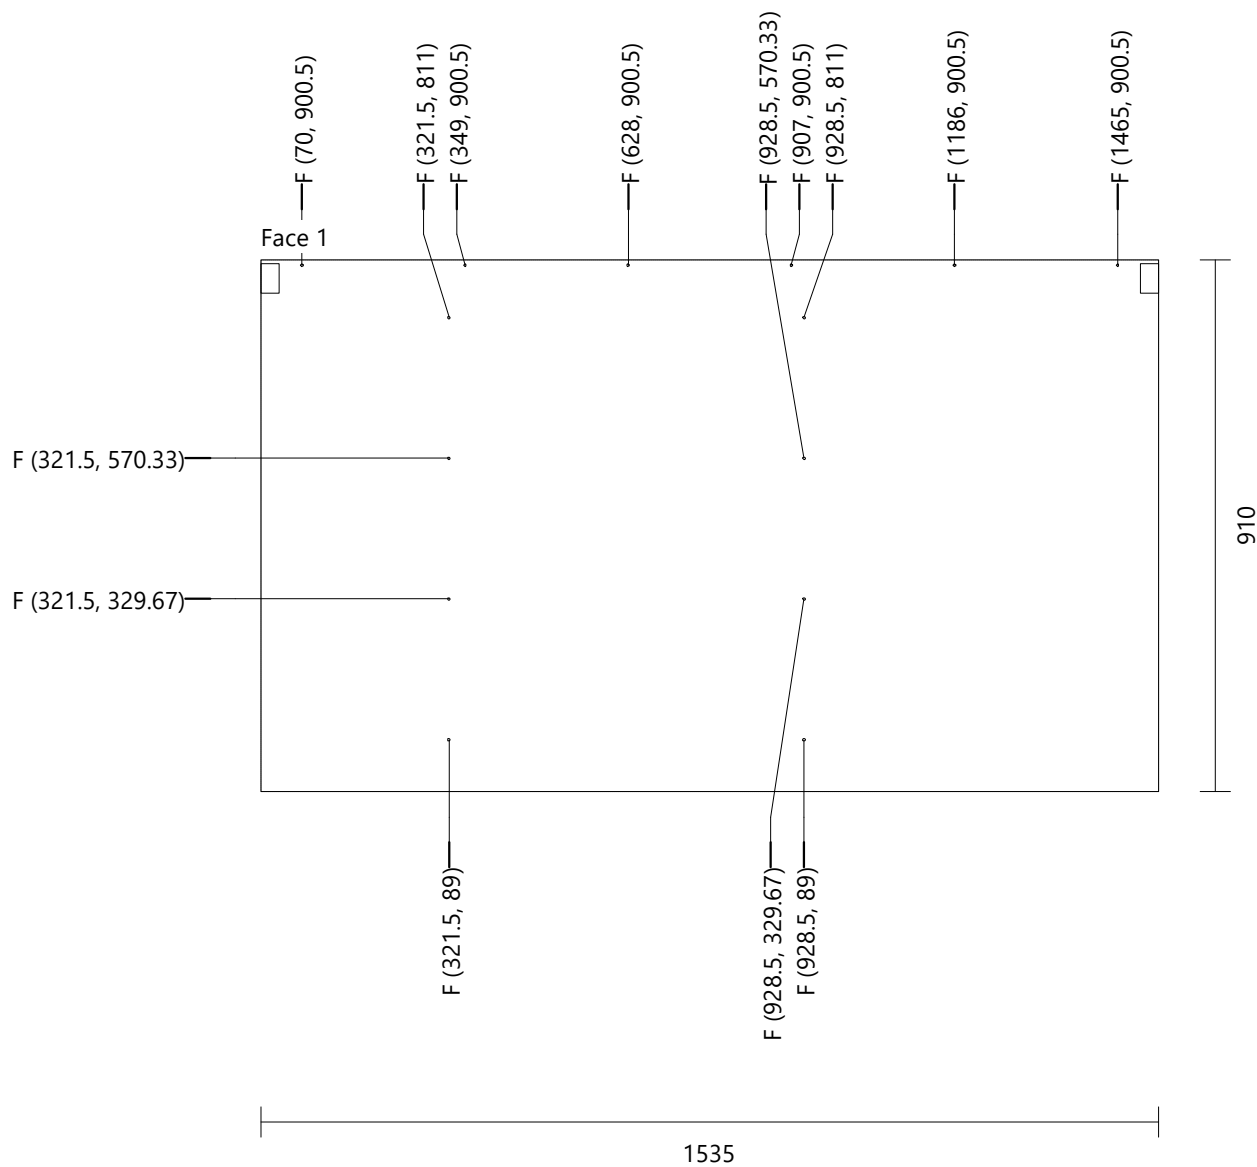 F (70, 900.5)
F (321.5, 811)
F (349, 900.5)
F (628, 900.5)
F (928.5, 570.33)
F (907, 900.5)
F (928.5, 811)
F (1186, 900.5)
F (1465, 900.5)
Face 1
F (321.5, 570.33)
910
F (321.5, 329.67)
F (321.5, 89)
F (928.5, 329.67)
F (928.5, 89)
1535